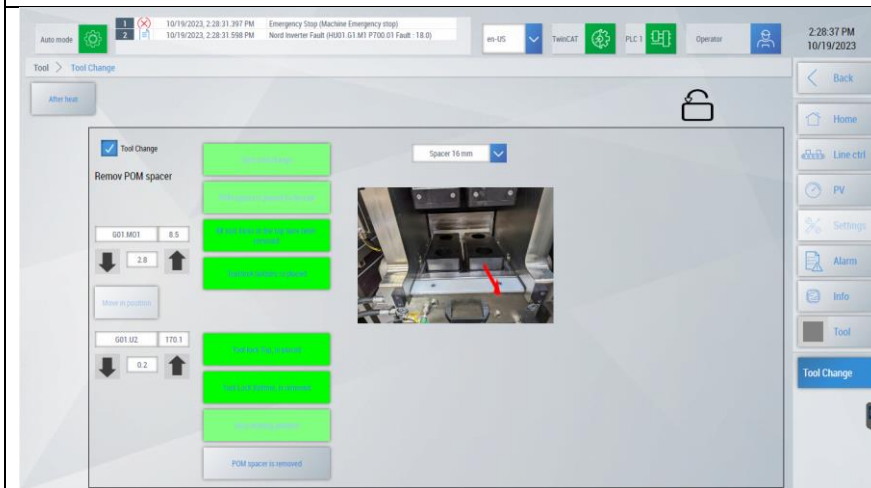 Auto mode
1 10/19/2023, 2:28:31.397 PM Emergency Stop (Machine Emergency stop)
2 10/19/2023, 2:28:31.598 PM Nord Inverter Fault (HU01.G1.M1 P700.01 Fault : 18.0)
en-US
TwinCAT
PLC 1
Operator
2:28:37 PM
10/19/2023
Tool > Tool Change
Back
After heat
Home
Tool Change
Spacer 16 mm
Line ctrl
Remov POM spacer
PV
Settings
G01.MO1 8.5
2.8
Alarm
Move in position
Info
Tool
G01.U2 170.1
0.2
Tool Change
POM spacer is removed